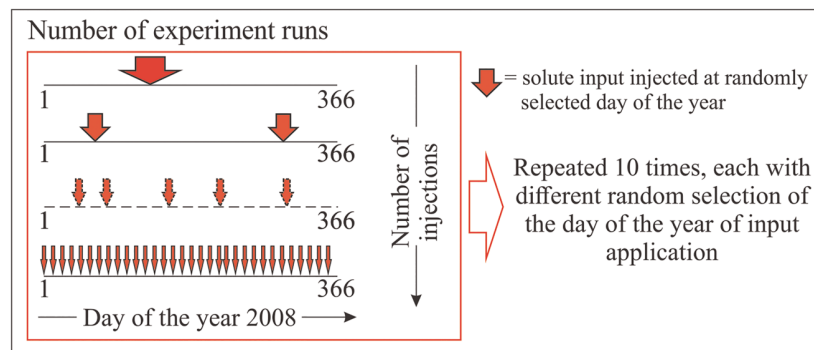 Number of experiment runs
1 366
1 366
1 366
1 366
Day of the year 2008
Number of
injections
= solute input injected at randomly
selected day of the year
Repeated 10 times, each with
different random selection of
the day of the year of input
application